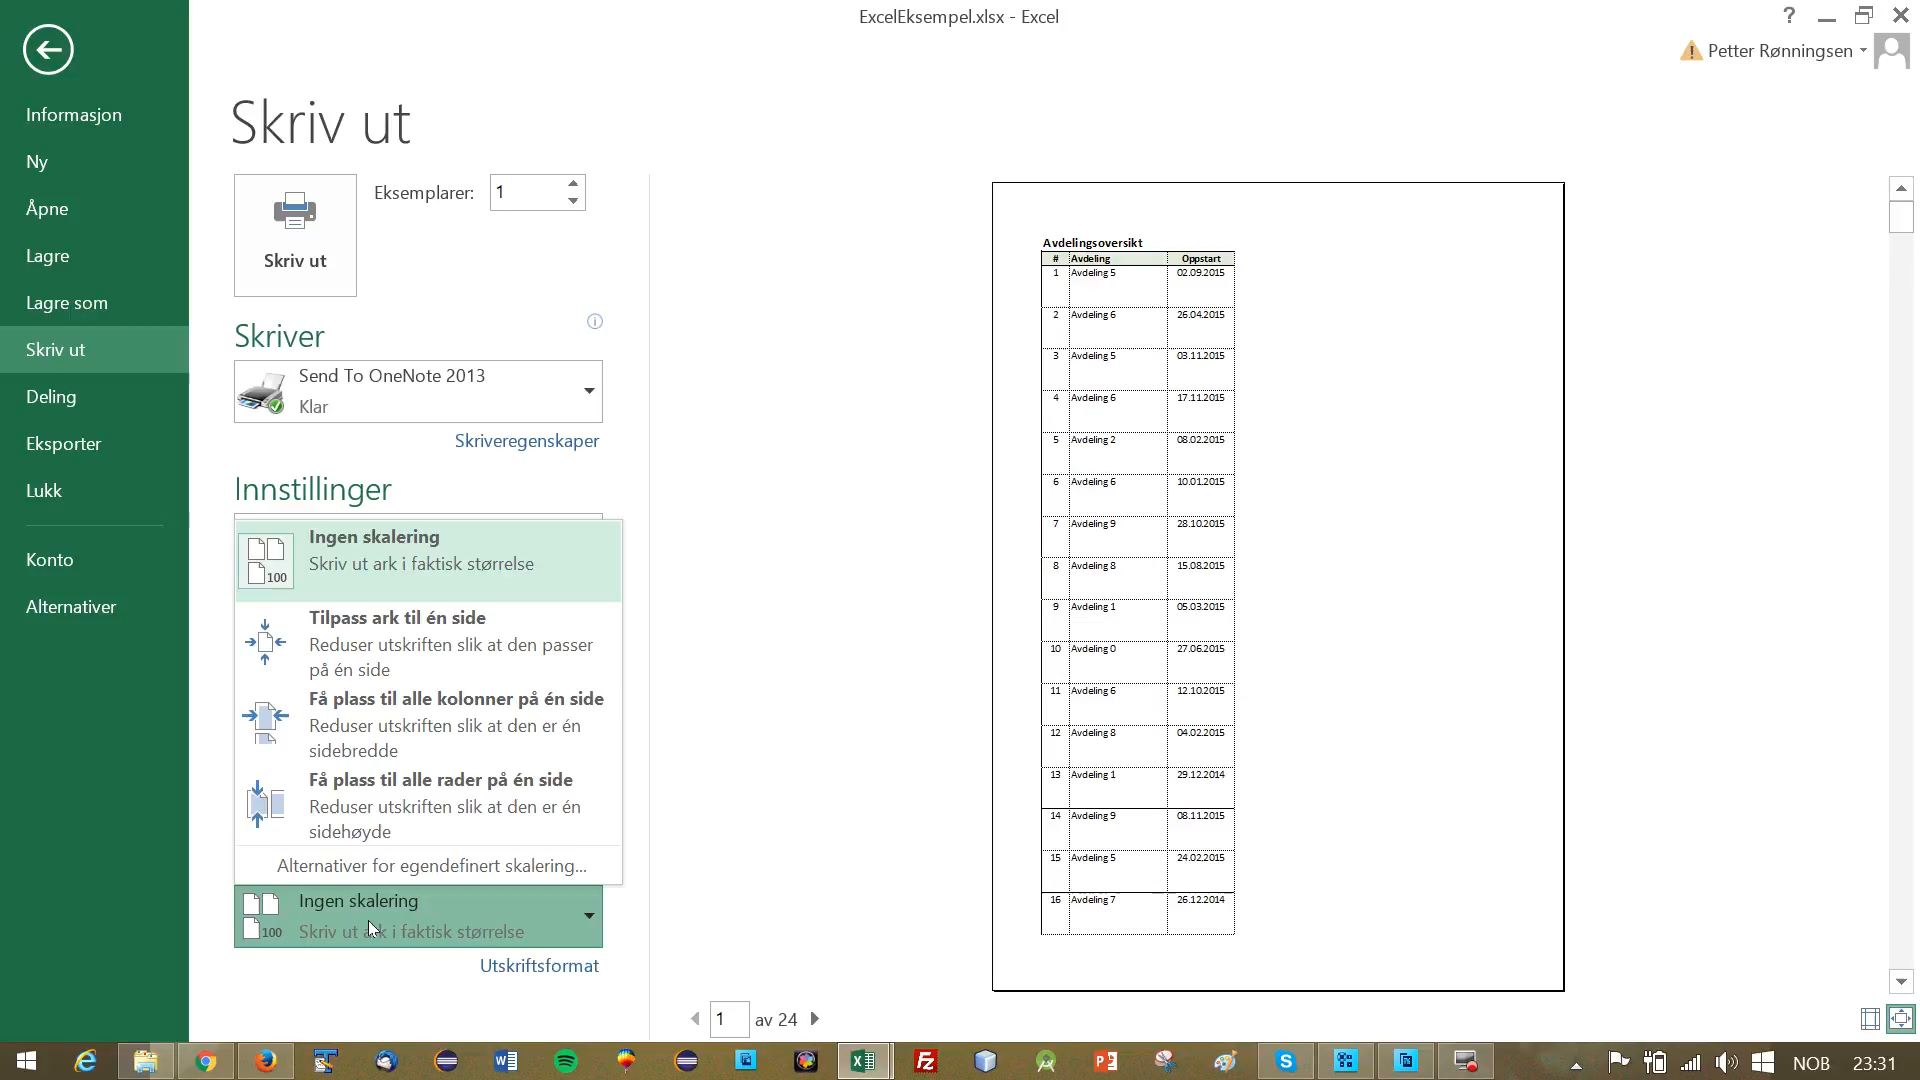 ExcelEksempel.xlsx - Excel
?
Petter Rønningsen
Informasjon
Ny
Åpne
Lagre
Lagre som
Skriv ut
Deling
Eksporter
Lukk
Konto
Alternativer
Skriv ut
Skriv ut
Eksemplarer: 1
Skriver
Send To OneNote 2013
Klar
Skriveregenskaper
Innstillinger
Ingen skalering
Skriv ut ark i faktisk størrelse
100
Tilpass ark til én side
Reduser utskriften slik at den passer
på én side
Få plass til alle kolonner på én side
Reduser utskriften slik at den er én
sidebredde
Få plass til alle rader på én side
Reduser utskriften slik at den er én
sidehøyde
Alternativer for egendefinert skalering...
Ingen skalering
100 Skriv ut ark i faktisk størrelse
Utskriftsformat
Avdelingsoversikt
# Avdeling Oppstart
1 Avdeling 5 02.09.2015
2 Avdeling 6 26.04.2015
3 Avdeling 5 03.11.2015
4 Avdeling 6 17.11.2015
5 Avdeling 2 08.02.2015
6 Avdeling 6 10.01.2015
7 Avdeling 9 28.10.2015
8 Avdeling 8 15.08.2015
9 Avdeling 1 05.03.2015
10 Avdeling 0 27.06.2015
11 Avdeling 6 12.10.2015
12 Avdeling 8 04.02.2015
13 Avdeling 1 29.12.2014
14 Avdeling 9 08.11.2015
15 Avdeling 5 24.02.2015
16 Avdeling 7 26.12.2014
1 av 24
NOB 23:31